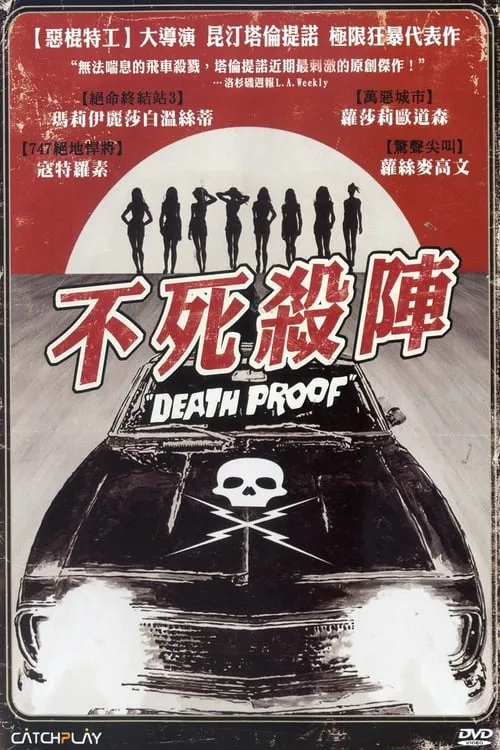 【惡棍特工】大導演 昆汀塔倫提諾 極限狂暴代表作
“無法喘息的飛車殺戮，塔倫提諾近期最刺激的原創傑作！”
...洛杉磯週報L.A.Weekly
【絕命終結站3】
瑪莉伊麗莎白溫絲蒂
【萬惡城市】
蘿莎莉歐道森
【747絕地悍將】
寇特羅素
【驚聲尖叫】
蘿絲麥高文
不死殺陣
"DEATH PROOF"
CATCHPLAY
DVD
VIDEO